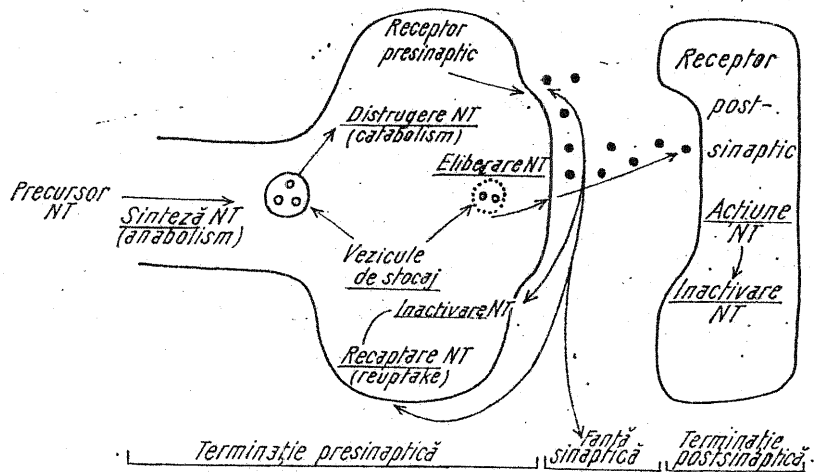 Receptor
presinaptic
Distrugere NT
(catabolism)
Eliberare NT
Precursor
NT
Sinteză NT
(anabolism)
Vezicule
de stocaj
Inactivare NT
Recaptare NT
(reuptake)
Receptor
post-
sinaptic
Acțiune
NT
Inactivare
NT
Terminație presinaptică
Fantă
sinaptică
Terminație
postsinaptică